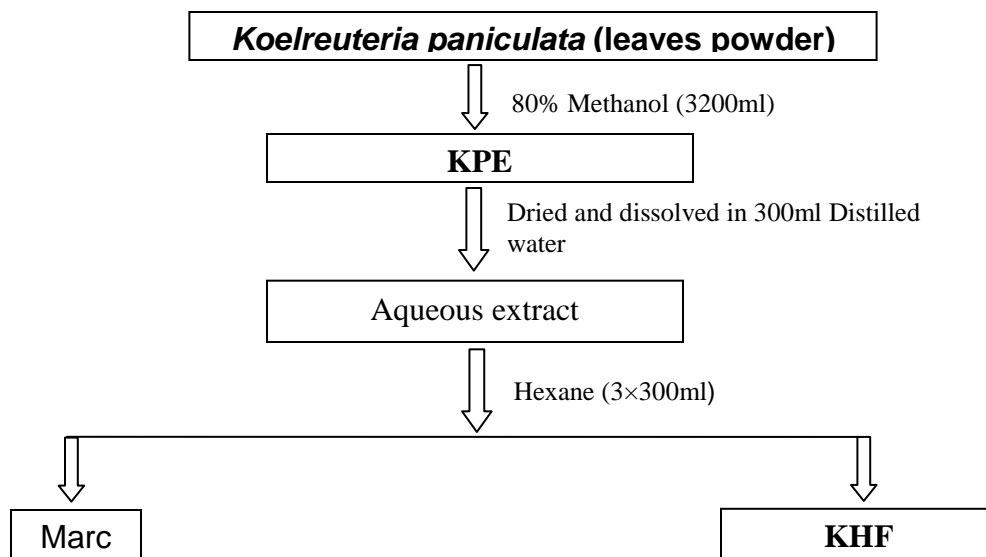 Koelreuteria paniculata (leaves powder)
80% Methanol (3200ml)
KPE
Dried and dissolved in 300ml Distilled
water
Aqueous extract
Hexane (3×300ml)
Marc
KHF